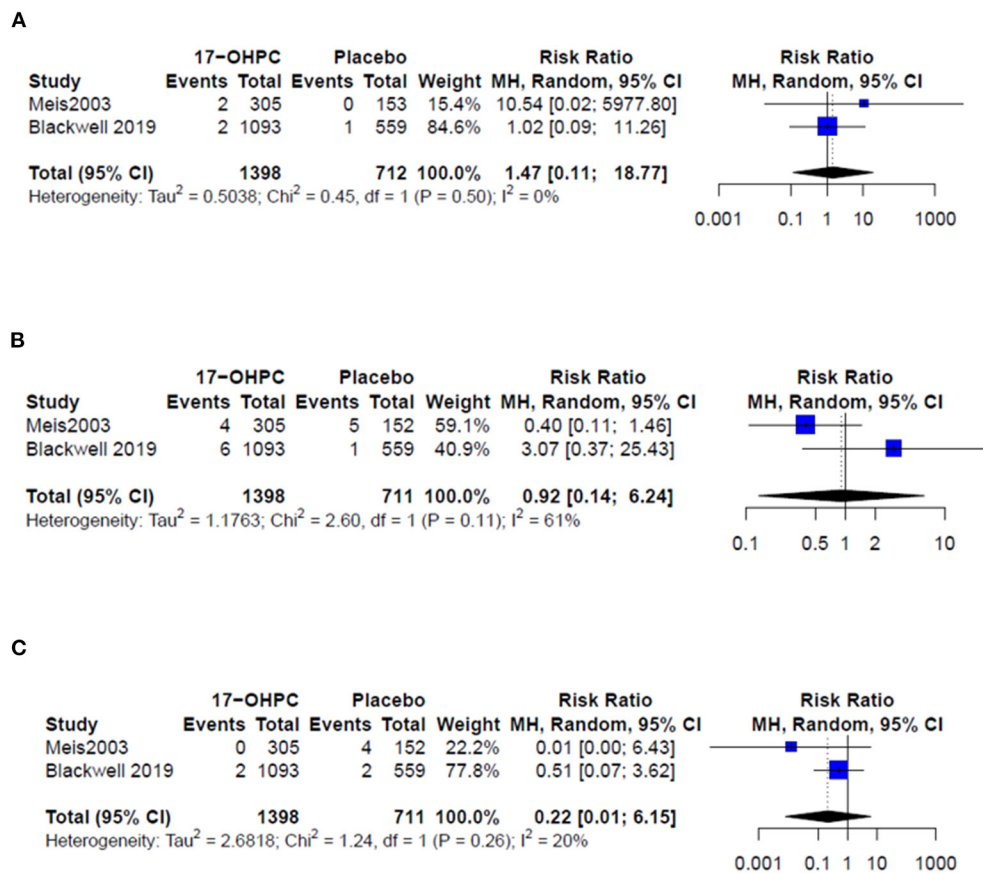 A
17−OHPC Placebo Risk Ratio Risk Ratio
Study Events Total Events Total Weight MH, Random, 95% CI MH, Random, 95% CI
Meis2003 2 305 0 153 15.4% 10.54 [0.02; 5977.80]
Blackwell 2019 2 1093 1 559 84.6% 1.02 [0.09; 11.26]
Total (95% CI) 1398 712 100.0% 1.47 [0.11; 18.77]
Heterogeneity: Tau² = 0.5038; Chi² = 0.45, df = 1 (P = 0.50); I² = 0%
0.001 0.1 1 10 1000
B
17−OHPC Placebo Risk Ratio Risk Ratio
Study Events Total Events Total Weight MH, Random, 95% CI MH, Random, 95% CI
Meis2003 4 305 5 152 59.1% 0.40 [0.11; 1.46]
Blackwell 2019 6 1093 1 559 40.9% 3.07 [0.37; 25.43]
Total (95% CI) 1398 711 100.0% 0.92 [0.14; 6.24]
Heterogeneity: Tau² = 1.1763; Chi² = 2.60, df = 1 (P = 0.11); I² = 61%
0.1 0.5 1 2 10
C
17−OHPC Placebo Risk Ratio Risk Ratio
Study Events Total Events Total Weight MH, Random, 95% CI MH, Random, 95% CI
Meis2003 0 305 4 152 22.2% 0.01 [0.00; 6.43]
Blackwell 2019 2 1093 2 559 77.8% 0.51 [0.07; 3.62]
Total (95% CI) 1398 711 100.0% 0.22 [0.01; 6.15]
Heterogeneity: Tau² = 2.6818; Chi² = 1.24, df = 1 (P = 0.26); I² = 20%
0.001 0.1 1 10 1000